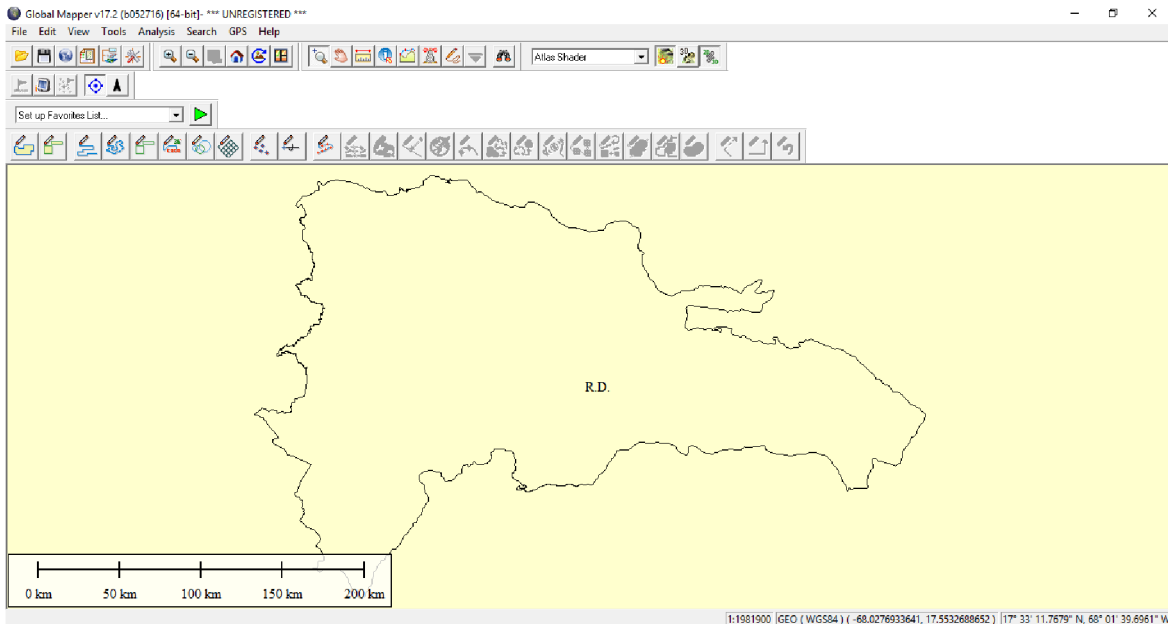 Global Mapper v17.2 (b052716) [64-bit]- *** UNREGISTERED ***
File Edit View Tools Analysis Search GPS Help
Atlas Shader
3D
Set up Favorites List...
R.D.
0 km 50 km 100 km 150 km 200 km
1:1981900 GEO ( WGS84 ) ( -68.0276933641, 17.5532688652 ) 17° 33' 11.7679" N, 68° 01' 39.6961" W